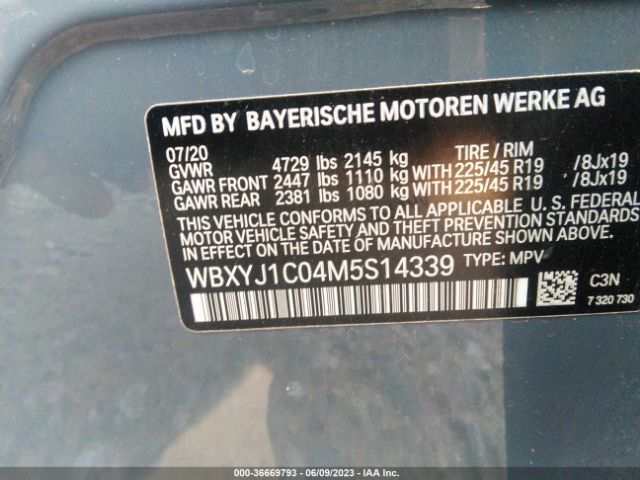 MFD BY BAYERISCHE MOTOREN WERKE AG
07/20
GVWR 4729 lbs 2145 kg TIRE / RIM
GAWR FRONT 2447 lbs 1110 kg WITH 225/45 R19 /8Jx19
GAWR REAR 2381 lbs 1080 kg WITH 225/45 R19 /8Jx19
THIS VEHICLE CONFORMS TO ALL APPLICABLE U. S. FEDERAL
MOTOR VEHICLE SAFETY AND THEFT PREVENTION STANDARDS
IN EFFECT ON THE DATE OF MANUFACTURE SHOWN ABOVE.
WBXYJ1C04M5S14339 TYPE: MPV
C3N
7 320 730
000-36669793 - 06/09/2023 - IAA Inc.